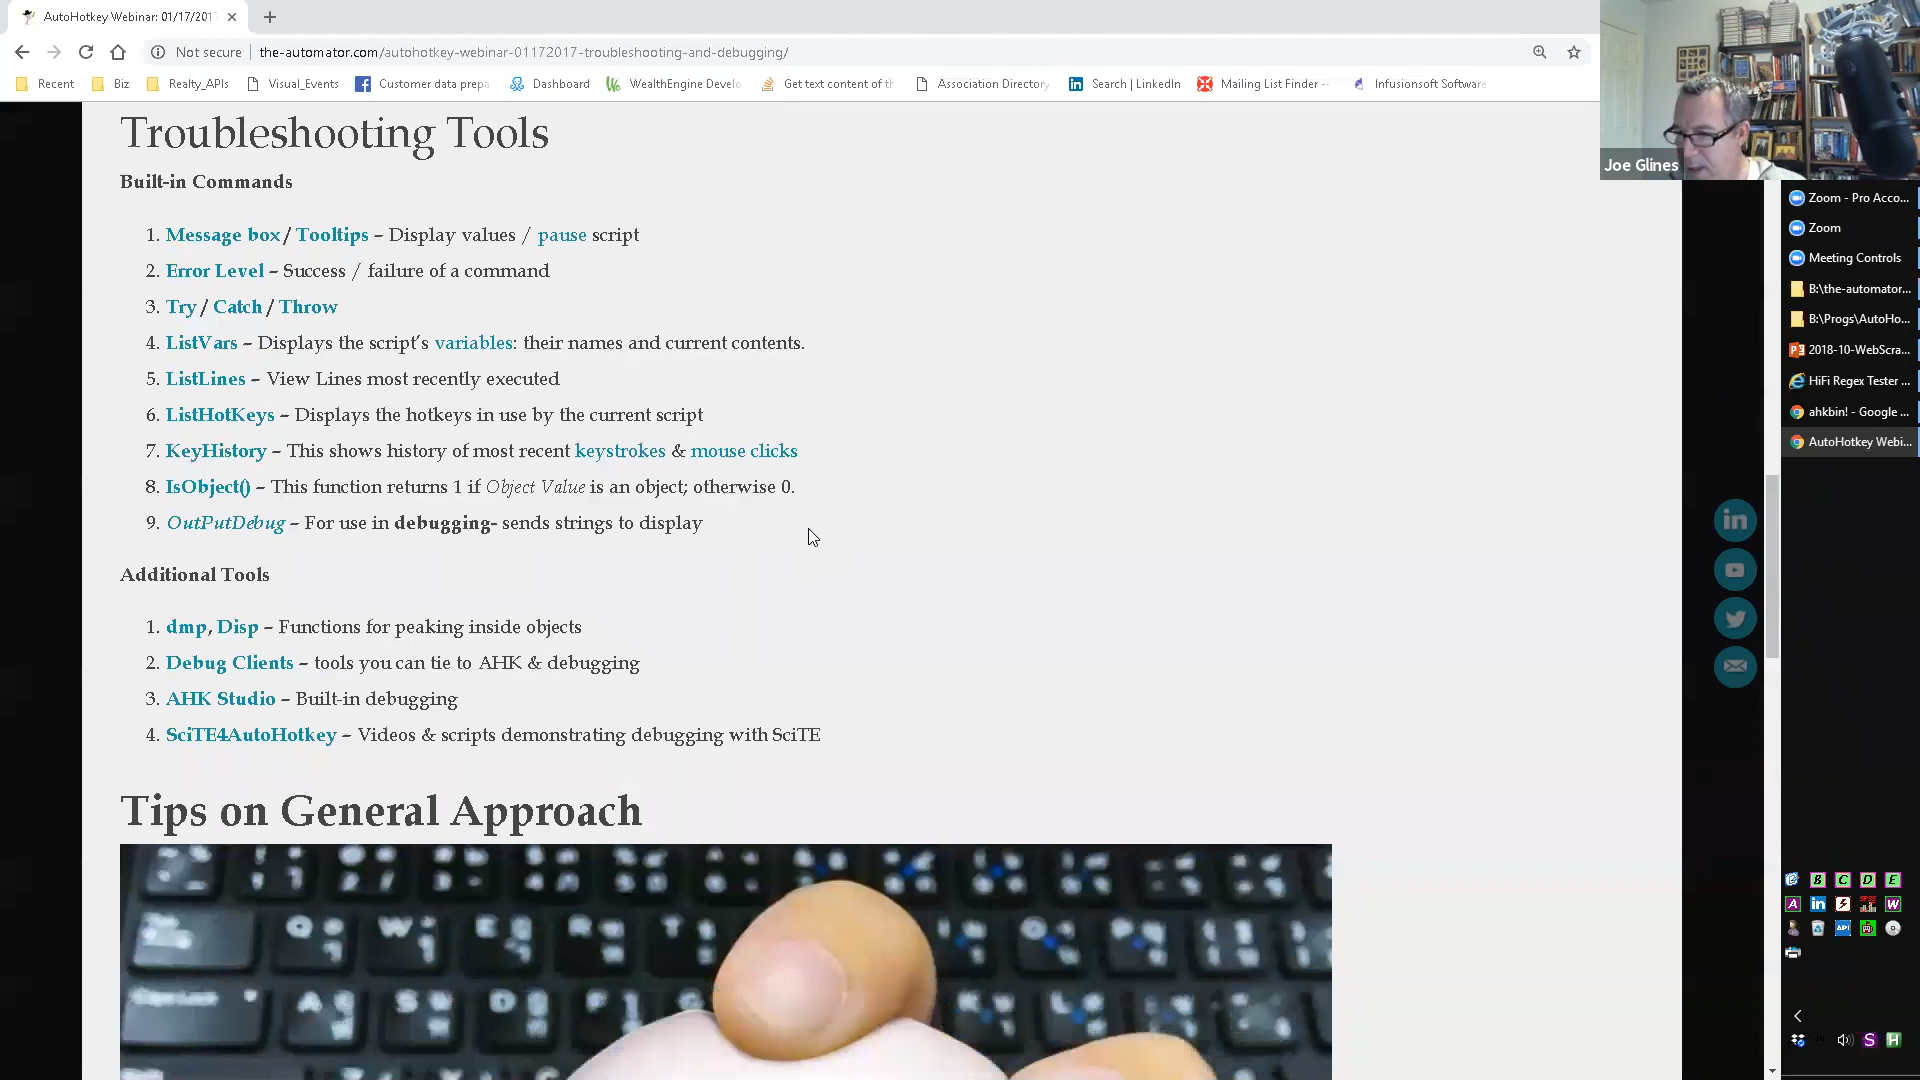 AutoHotkey Webinar: 01/17/2017
Not secure
the-automator.com/autohotkey-webinar-01172017-troubleshooting-and-debugging/
Recent
Biz
Realty_APIs
Visual_Events
Customer data prepa
Dashboard
WealthEngine Develo
Get text content of th
Association Directory
Search | LinkedIn
Mailing List Finder --
Infusionsoft Software
Joe Glines
Troubleshooting Tools
Built-in Commands
1. Message box / Tooltips – Display values / pause script
2. Error Level – Success / failure of a command
3. Try / Catch / Throw
4. ListVars – Displays the script's variables: their names and current contents.
5. ListLines – View Lines most recently executed
6. ListHotKeys – Displays the hotkeys in use by the current script
7. KeyHistory – This shows history of most recent keystrokes & mouse clicks
8. IsObject() – This function returns 1 if Object Value is an object; otherwise 0.
9. OutPutDebug – For use in debugging- sends strings to display
Additional Tools
1. dmp, Disp – Functions for peaking inside objects
2. Debug Clients – tools you can tie to AHK & debugging
3. AHK Studio – Built-in debugging
4. SciTE4AutoHotkey – Videos & scripts demonstrating debugging with SciTE
Tips on General Approach
Zoom - Pro Acco...
Zoom
Meeting Controls
B:\the-automator...
B:\Progs\AutoHo...
2018-10-WebScra...
HiFi Regex Tester ...
ahkbin! - Google ...
AutoHotkey Webi...
B C D E
A in W
API
S H